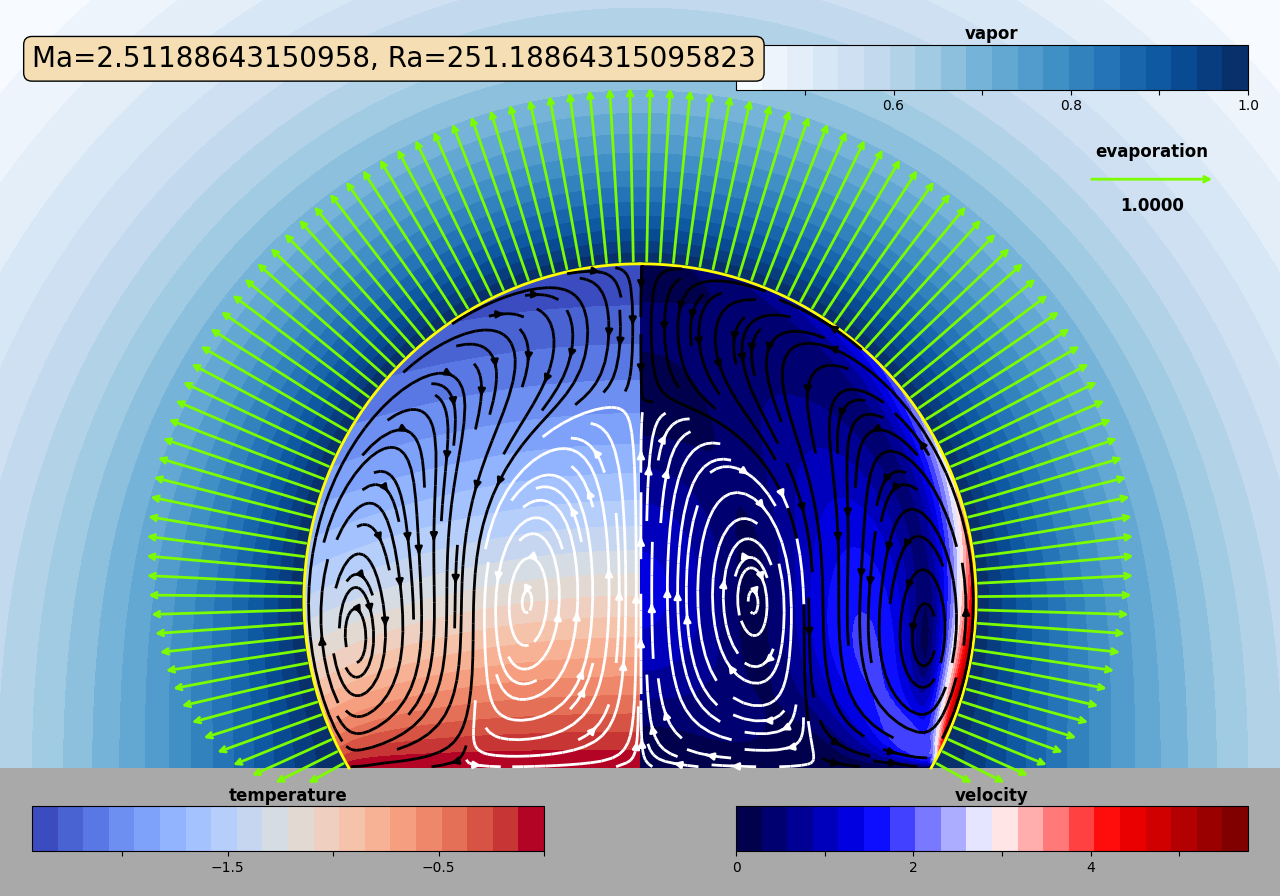 Ma=2.51188643150958, Ra=251.18864315095823
vapor
0.6 0.8 1.0
evaporation
1.0000
temperature
−1.5 −0.5
velocity
0 2 4